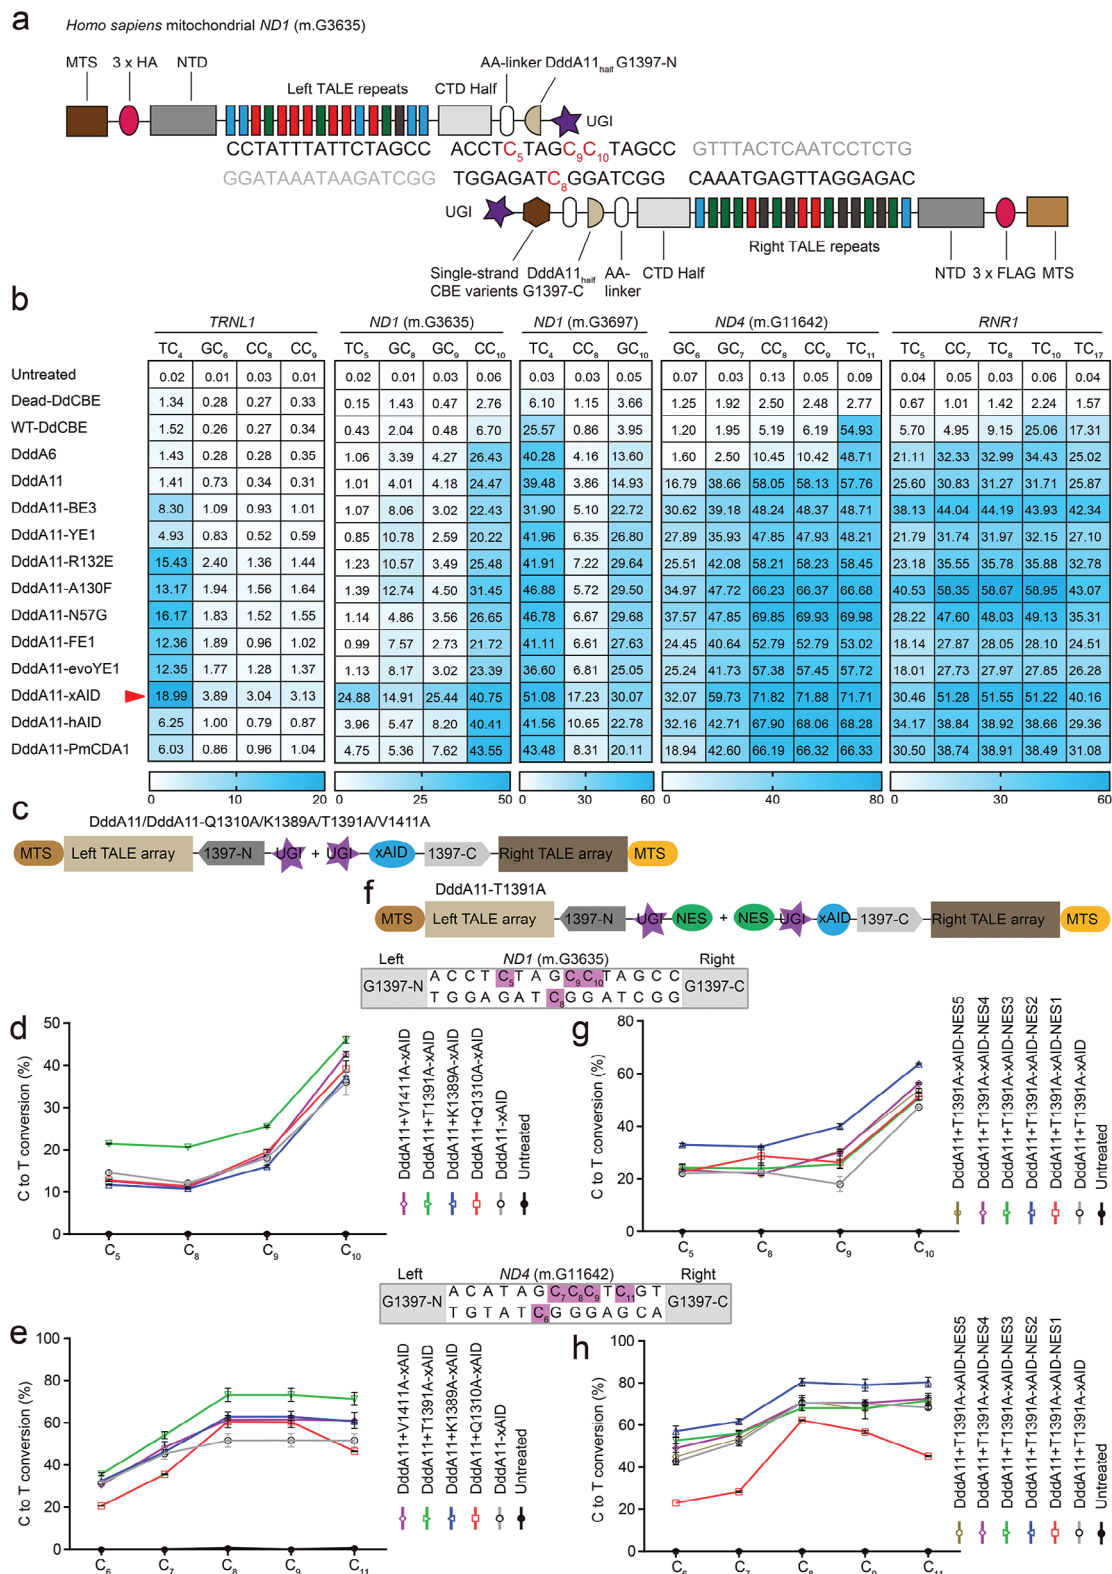 a
Homo sapiens mitochondrial ND1 (m.G3635)
MTS 3 x HA NTD Left TALE repeats CTD Half AA-linker DddA11half G1397-N
UGI
CCTATTTATTCTAGCC ACCTC5TAGC9C10TAGCC GTTTACTCAATCCTCTG
GGATAAATAAGATCGG TGGAGATC8GGATCGG CAAATGAGTTAGGAGAC
UGI
Right TALE repeats
Single-strand CBE varients DddA11half G1397-C AA-linker CTD Half NTD 3 x FLAG MTS
b
TRNL1 ND1 (m.G3635) ND1 (m.G3697) ND4 (m.G11642) RNR1
TC4 GC6 CC8 CC9 TC5 GC8 GC9 CC10 TC4 CC8 GC10 GC6 GC7 CC8 CC9 TC11 TC5 CC7 TC8 TC10 TC17
Untreated 0.02 0.01 0.03 0.01 0.02 0.01 0.03 0.06 0.03 0.03 0.05 0.07 0.03 0.13 0.05 0.09 0.04 0.05 0.03 0.06 0.04
Dead-DdCBE 1.34 0.28 0.27 0.33 0.15 1.43 0.47 2.76 6.10 1.15 3.66 1.25 1.92 2.50 2.48 2.77 0.67 1.01 1.42 2.24 1.57
WT-DdCBE 1.52 0.26 0.27 0.34 0.43 2.04 0.48 6.70 25.57 0.86 3.95 1.20 1.95 5.19 6.19 54.93 5.70 4.95 9.15 25.06 17.31
DddA6 1.43 0.28 0.28 0.35 1.06 3.39 4.27 26.43 40.28 4.16 13.60 1.60 2.50 10.45 10.42 48.71 21.11 32.33 32.99 34.43 25.02
DddA11 1.41 0.73 0.34 0.31 1.01 4.01 4.18 24.47 39.48 3.86 14.93 16.79 38.66 58.05 58.13 57.76 25.60 30.83 31.27 31.71 25.87
DddA11-BE3 8.30 1.09 0.93 1.01 1.07 8.06 3.02 22.43 31.90 5.10 22.72 30.62 39.18 48.24 48.37 48.71 38.13 44.04 44.19 43.93 42.34
DddA11-YE1 4.93 0.83 0.52 0.59 0.85 10.78 2.59 20.22 41.96 6.35 26.80 27.89 35.93 47.85 47.93 48.21 21.79 31.74 31.97 32.15 27.10
DddA11-R132E 15.43 2.40 1.36 1.44 1.23 10.57 3.49 25.48 41.91 7.22 29.64 25.51 42.08 58.21 58.23 58.45 23.18 35.55 35.78 35.88 32.78
DddA11-A130F 13.17 1.94 1.56 1.64 1.39 12.74 4.50 31.45 46.88 5.72 29.50 34.97 47.72 66.23 66.37 66.68 40.53 58.35 58.67 58.95 43.07
DddA11-N57G 16.17 1.83 1.52 1.55 1.14 4.86 3.56 26.65 46.78 6.67 29.68 37.57 47.85 69.85 69.93 69.98 28.22 47.60 48.03 49.13 35.31
DddA11-FE1 12.36 1.89 0.96 1.02 0.99 7.57 2.73 21.72 41.11 6.61 27.63 24.45 40.64 52.79 52.79 53.02 18.14 27.87 28.05 28.10 24.51
DddA11-evoYE1 12.35 1.77 1.28 1.37 1.13 8.17 3.02 23.39 36.60 6.81 25.05 25.24 41.73 57.38 57.45 57.72 18.01 27.73 27.97 27.85 26.28
DddA11-xAID 18.99 3.89 3.04 3.13 24.88 14.91 25.44 40.75 51.08 17.23 30.07 32.07 59.73 71.82 71.88 71.71 30.46 51.28 51.55 51.22 40.16
DddA11-hAID 6.25 1.00 0.79 0.87 3.96 5.47 8.20 40.41 41.56 10.65 22.78 32.16 42.71 67.90 68.06 68.28 34.17 38.84 38.92 38.66 29.36
DddA11-PmCDA1 6.03 0.86 0.96 1.04 4.75 5.36 7.62 43.55 43.48 8.31 20.11 18.94 42.60 66.19 66.32 66.33 30.50 38.74 38.91 38.49 31.08
0 10 20 0 25 50 0 40 80 0 30 60
c
DddA11/DddA11-Q1310A/K1389A/T1391A/V1411A
MTS Left TALE array 1397-N UGI + UGI xAID 1397-C Right TALE array MTS
f
DddA11-T1391A
MTS Left TALE array 1397-N UGI NES + NES UGI xAID 1397-C Right TALE array MTS
Left ND1 (m.G3635) Right
G1397-N A C C T C5 T A G C9 C10 T A G C C G1397-C
T G G A G A T C8 G G A T C G G
d
C to T conversion (%)
50
40
30
20
10
0
C5 C8 C9 C10
DddA11+V1411A-xAID
DddA11+T1391A-xAID
DddA11+K1389A-xAID
DddA11+Q1310A-xAID
DddA11-xAID
Untreated
g
C to T conversion (%)
80
60
40
20
0
C5 C8 C9 C10
DddA11+T1391A-xAID-NES5
DddA11+T1391A-xAID-NES4
DddA11+T1391A-xAID-NES3
DddA11+T1391A-xAID-NES2
DddA11+T1391A-xAID-NES1
DddA11+T1391A-xAID
Untreated
Left ND4 (m.G11642) Right
G1397-N A C A T A G C7 C8 C9 T C11 G T G1397-C
T G T A T C6 G G G A G C A
e
C to T conversion (%)
100
80
60
40
20
0
C6 C7 C8 C9 C11
DddA11+V1411A-xAID
DddA11+T1391A-xAID
DddA11+K1389A-xAID
DddA11+Q1310A-xAID
DddA11-xAID
Untreated
h
C to T conversion (%)
100
80
60
40
20
0
C6 C7 C8 C9 C11
DddA11+T1391A-xAID-NES5
DddA11+T1391A-xAID-NES4
DddA11+T1391A-xAID-NES3
DddA11+T1391A-xAID-NES2
DddA11+T1391A-xAID-NES1
DddA11+T1391A-xAID
Untreated